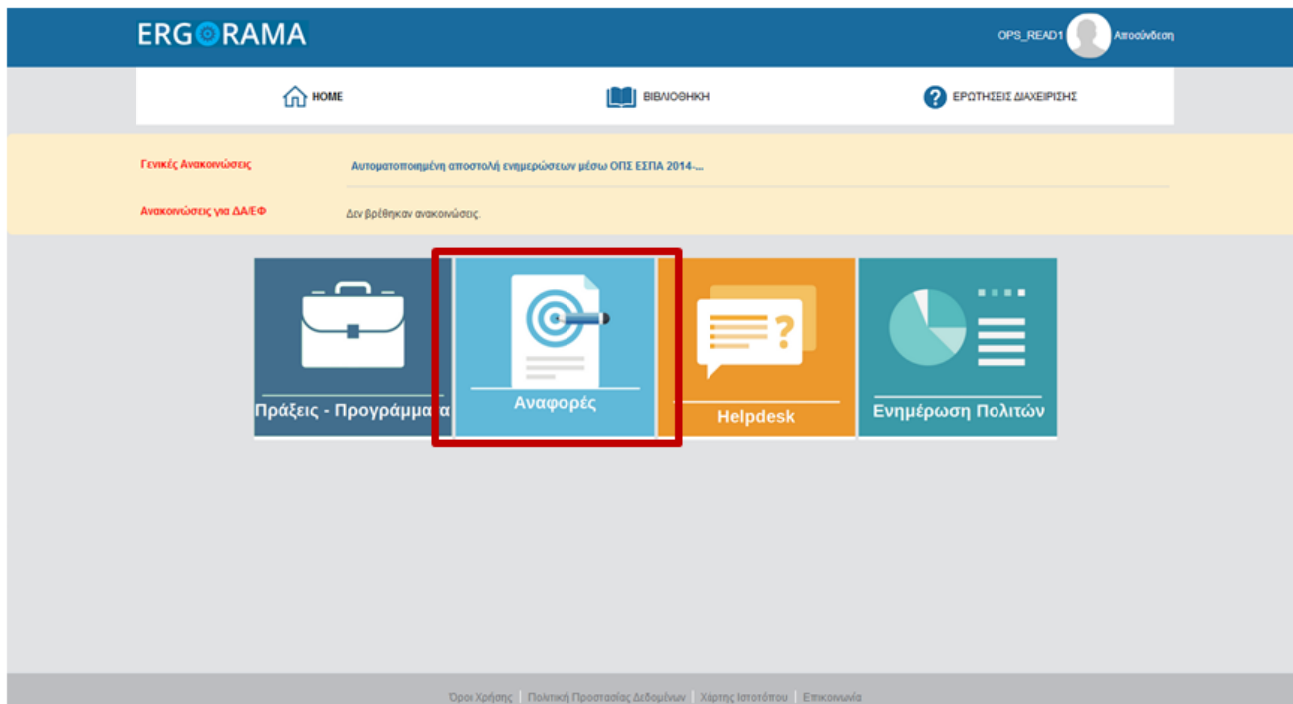 ERGORAMA
OPS_READ1 Αποσύνδεση
HOME ΒΙΒΛΙΟΘΗΚΗ ΕΡΩΤΗΣΕΙΣ ΔΙΑΧΕΙΡΙΣΗΣ
Γενικές Ανακοινώσεις Αυτοματοποιημένη αποστολή ενημερώσεων μέσω ΟΠΣ ΕΣΠΑ 2014-...
Ανακοινώσεις για ΔΑ/ΕΦ Δεν βρέθηκαν ανακοινώσεις.
Πράξεις - Προγράμματα
Αναφορές
Helpdesk
Ενημέρωση Πολιτών
Όροι Χρήσης | Πολιτική Προστασίας Δεδομένων | Χάρτης Ιστοτόπου | Επικοινωνία